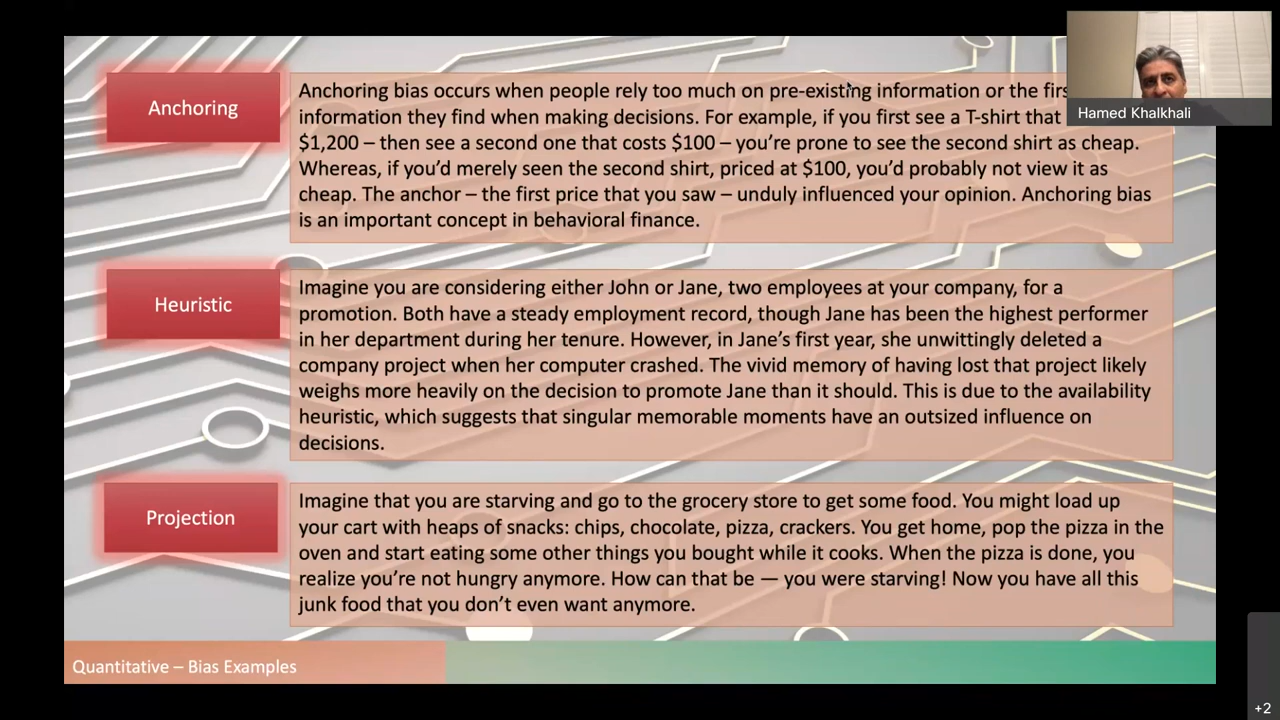 Anchoring
Anchoring bias occurs when people rely too much on pre-existing information or the
information they find when making decisions. For example, if you first see a T-shirt that
$1,200 – then see a second one that costs $100 – you're prone to see the second shirt as cheap.
Whereas, if you'd merely seen the second shirt, priced at $100, you'd probably not view it as
cheap. The anchor – the first price that you saw – unduly influenced your opinion. Anchoring bias
is an important concept in behavioral finance.
Hamed Khalkhali
Heuristic
Imagine you are considering either John or Jane, two employees at your company, for a
promotion. Both have a steady employment record, though Jane has been the highest performer
in her department during her tenure. However, in Jane's first year, she unwittingly deleted a
company project when her computer crashed. The vivid memory of having lost that project likely
weighs more heavily on the decision to promote Jane than it should. This is due to the availability
heuristic, which suggests that singular memorable moments have an outsized influence on
decisions.
Projection
Imagine that you are starving and go to the grocery store to get some food. You might load up
your cart with heaps of snacks: chips, chocolate, pizza, crackers. You get home, pop the pizza in the
oven and start eating some other things you bought while it cooks. When the pizza is done, you
realize you're not hungry anymore. How can that be — you were starving! Now you have all this
junk food that you don't even want anymore.
Quantitative – Bias Examples
+2